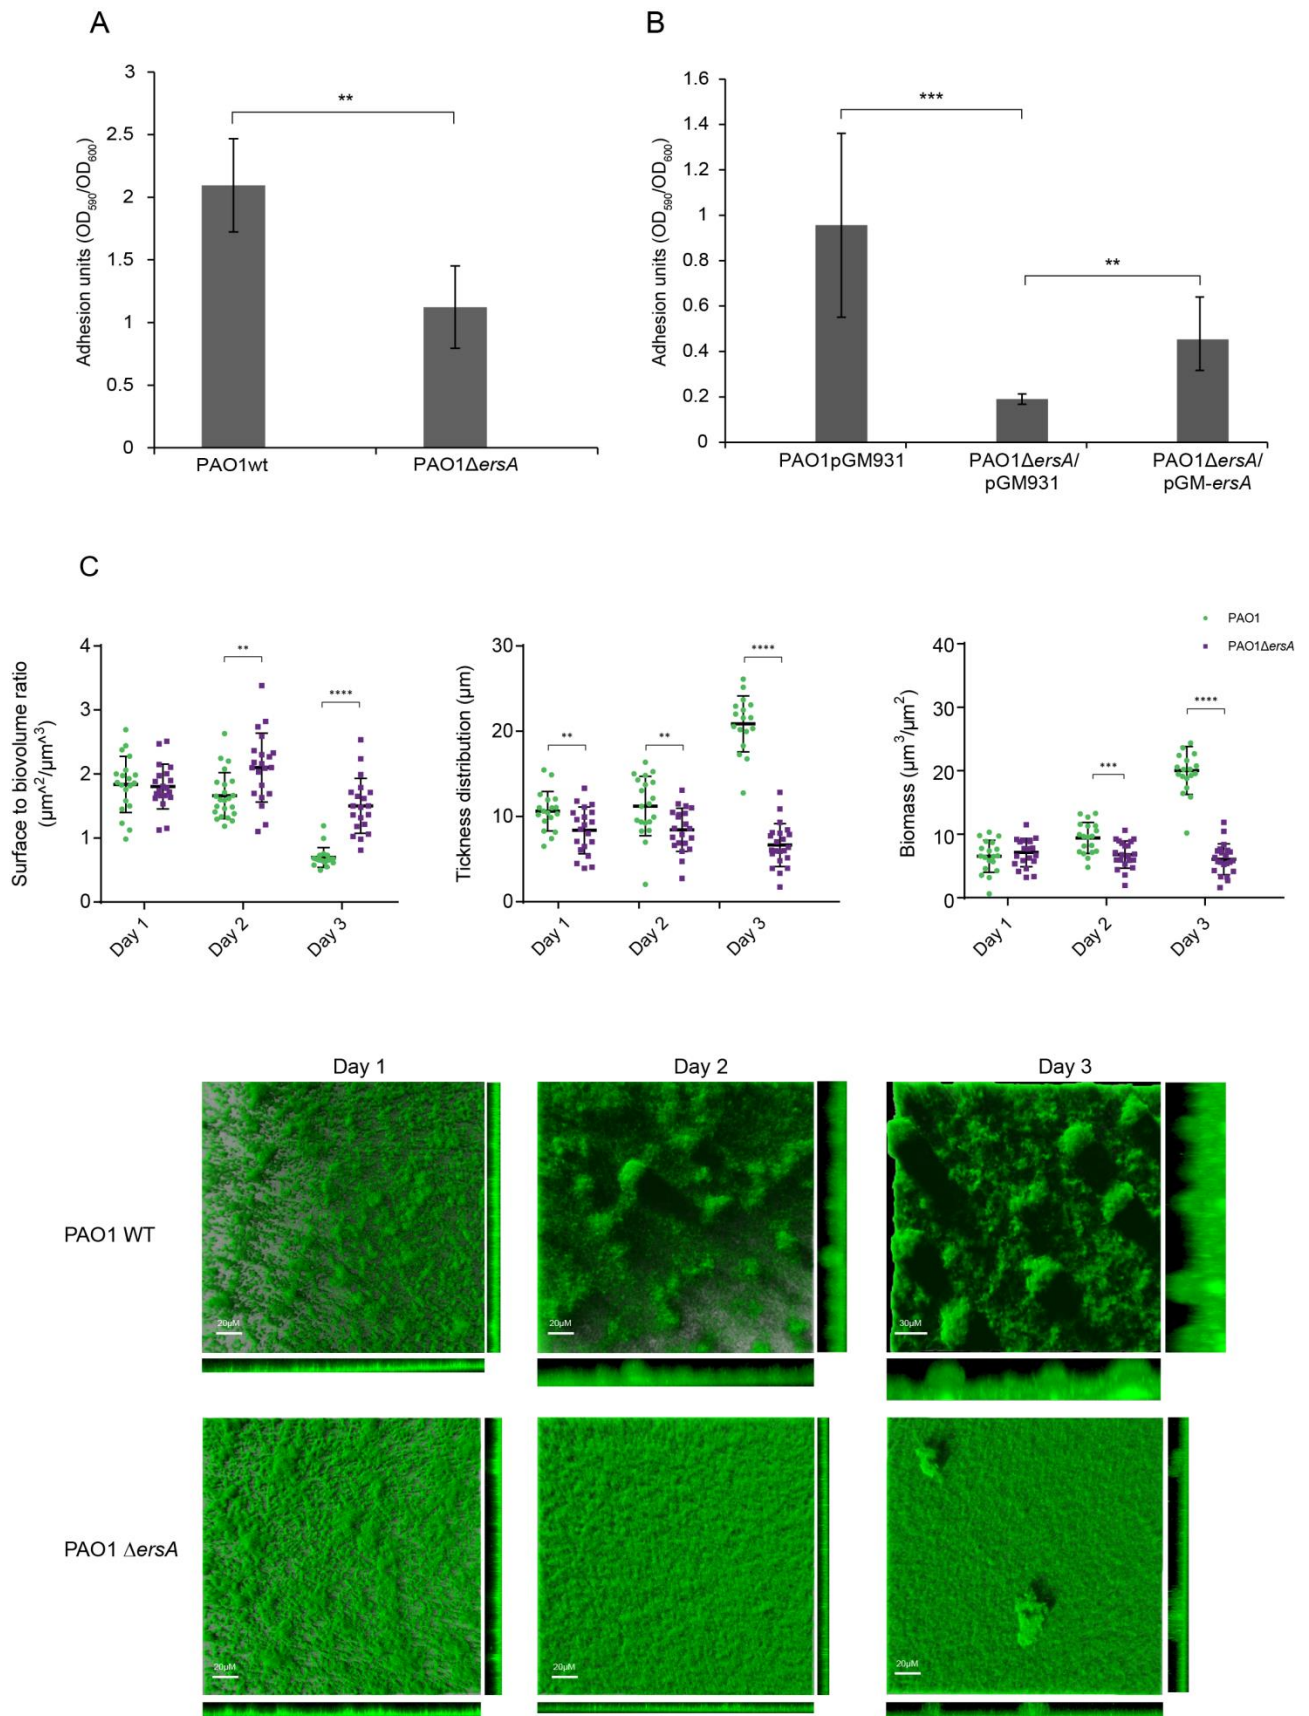 A
B
3
2.5
2
1.5
1
0.5
0
Adhesion units (OD590/OD600)
**
PAO1wt
PAO1ΔersA
1.6
1.4
1.2
1
0.8
0.6
0.4
0.2
0
Adhesion units (OD590/OD600)
***
**
PAO1pGM931
PAO1ΔersA/
pGM931
PAO1ΔersA/
pGM-ersA
C
Surface to biovolume ratio
(µm^2/µm^3)
4
3
2
1
0
**
****
Day 1
Day 2
Day 3
Tickness distribution (µm)
30
20
10
0
**
**
****
Day 1
Day 2
Day 3
Biomass (µm3/µm2)
40
30
20
10
0
***
****
Day 1
Day 2
Day 3
PAO1
PAO1ΔersA
Day 1
Day 2
Day 3
PAO1 WT
20µM
20µM
30µM
PAO1 ΔersA
20µM
20µM
20µM